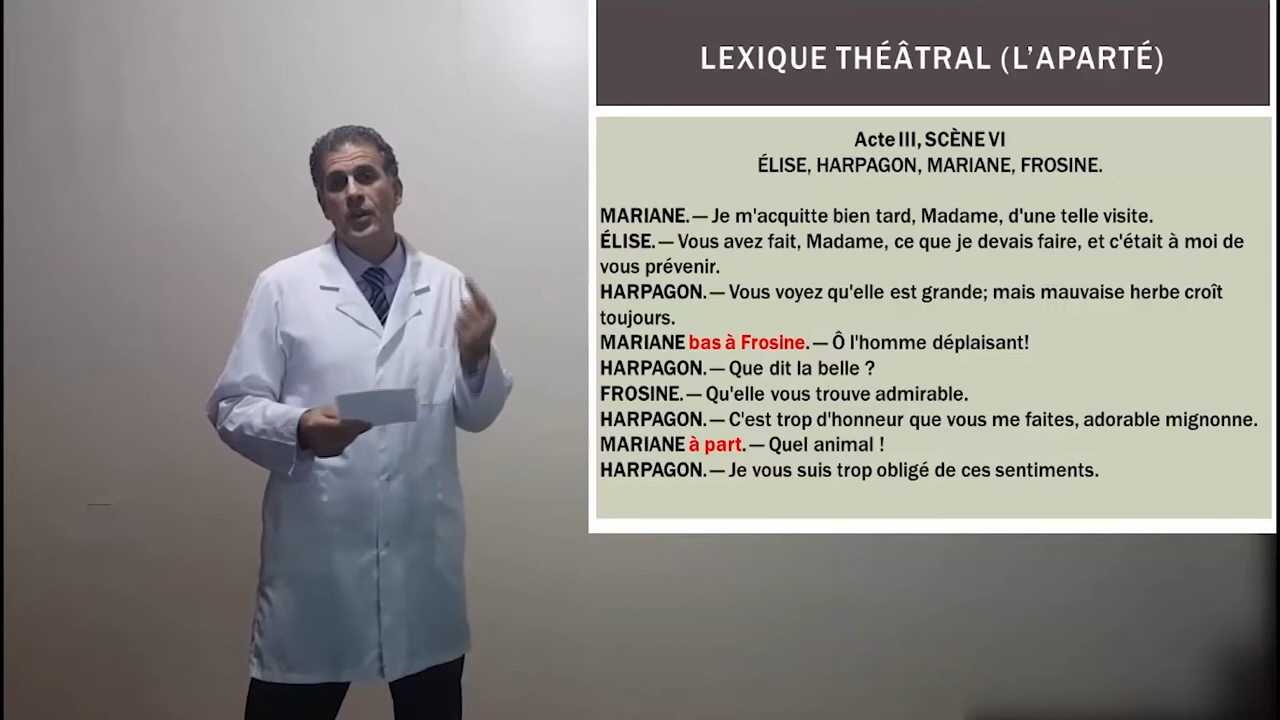 LEXIQUE THÉÂTRAL (L'APARTÉ)
Acte III, SCÈNE VI
ÉLISE, HARPAGON, MARIANE, FROSINE.
MARIANE.— Je m'acquitte bien tard, Madame, d'une telle visite.
ÉLISE.— Vous avez fait, Madame, ce que je devais faire, et c'était à moi de
vous prévenir.
HARPAGON.— Vous voyez qu'elle est grande; mais mauvaise herbe croît
toujours.
MARIANE bas à Frosine.— Ô l'homme déplaisant!
HARPAGON.— Que dit la belle ?
FROSINE.— Qu'elle vous trouve admirable.
HARPAGON.— C'est trop d'honneur que vous me faites, adorable mignonne.
MARIANE à part.— Quel animal !
HARPAGON.— Je vous suis trop obligé de ces sentiments.